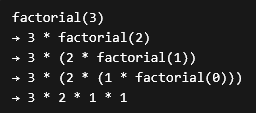 factorial(3)
→ 3 * factorial(2)
→ 3 * (2 * factorial(1))
→ 3 * (2 * (1 * factorial(0)))
→ 3 * 2 * 1 * 1